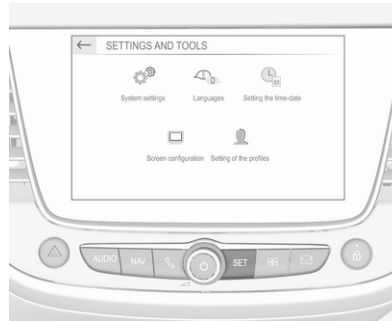 SETTINGS AND TOOLS
System settings
Languages
Setting the time-date
01
Screen configuration
Setting of the profiles
AUDIO
NAV
SET